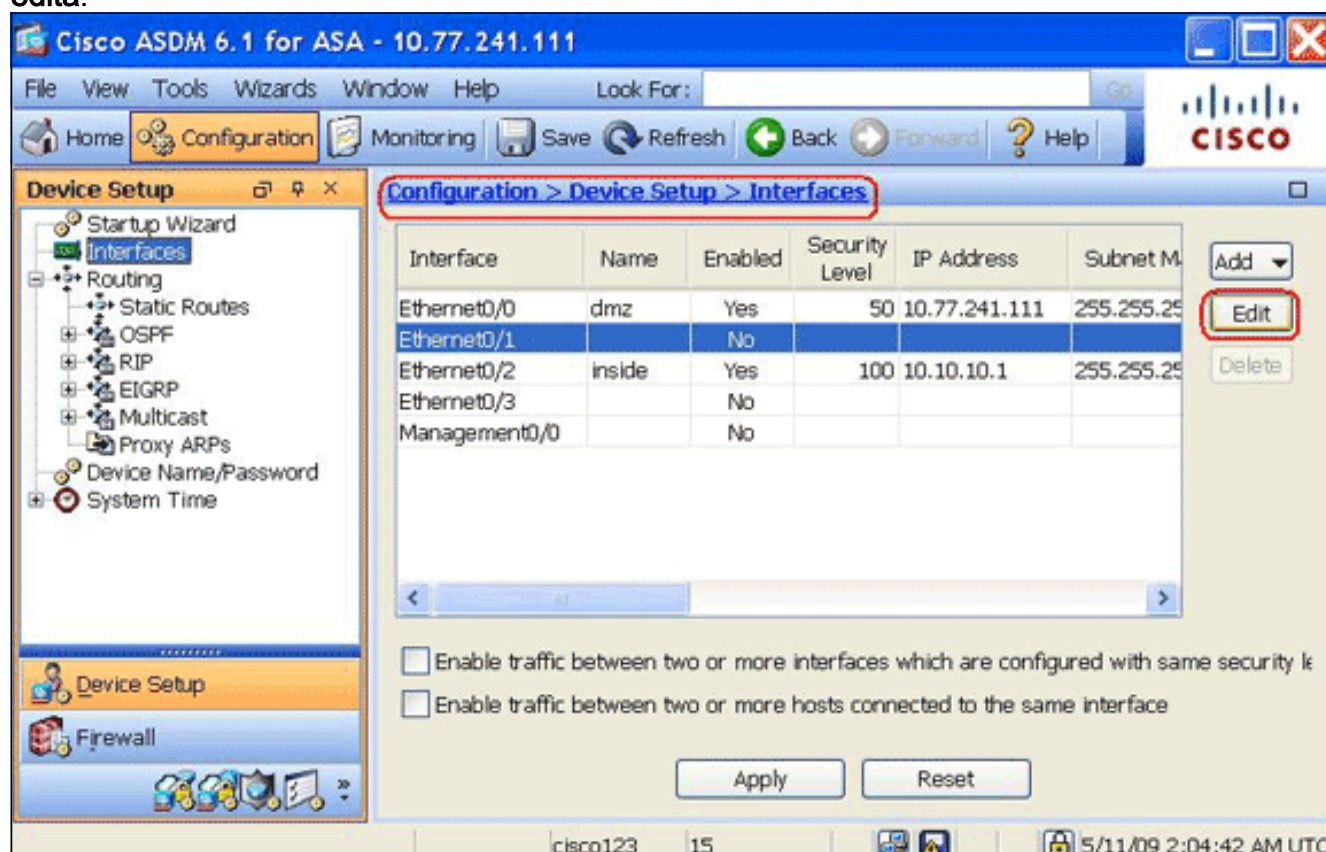 edita.
Cisco ASDM 6.1 for ASA - 10.77.241.111
File View Tools Wizards Window Help Look For: Go
Home Configuration Monitoring Save Refresh Back Forward Help
CISCO
Device Setup
Startup Wizard
Interfaces
Routing
Static Routes
OSPF
RIP
EIGRP
Multicast
Proxy ARPs
Device Name/Password
System Time
Device Setup
Firewall
Configuration > Device Setup > Interfaces
Interface Name Enabled Security Level IP Address Subnet M
Ethernet0/0 dmz Yes 50 10.77.241.111 255.255.25
Ethernet0/1 No
Ethernet0/2 inside Yes 100 10.10.10.1 255.255.25
Ethernet0/3 No
Management0/0 No
Add
Edit
Delete
Enable traffic between two or more interfaces which are configured with same security le
Enable traffic between two or more hosts connected to the same interface
Apply Reset
cisco123 15 5/11/09 2:04:42 AM UTC